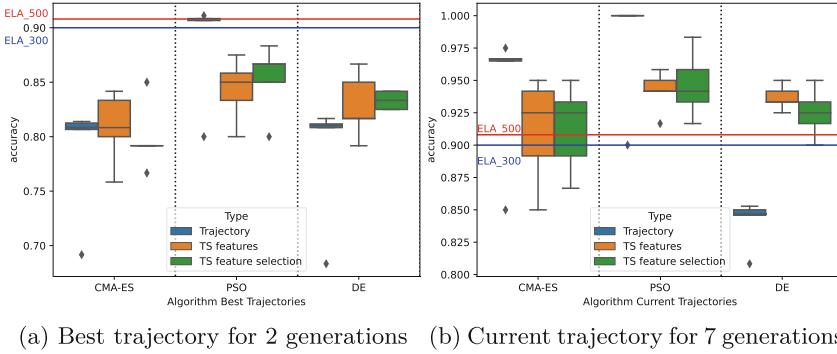 ELA_500
0.90
ELA_300
0.85
0.80
0.75
0.70
accuracy
Type
Trajectory
TS features
TS feature selection
CMA-ES
PSO
DE
Algorithm Best Trajectories
1.000
0.975
0.950
0.925
ELA_500
0.900
ELA_300
0.875
0.850
0.825
0.800
accuracy
Type
Trajectory
TS features
TS feature selection
CMA-ES
PSO
DE
Algorithm Current Trajectories
(a) Best trajectory for 2 generations
(b) Current trajectory for 7 generations